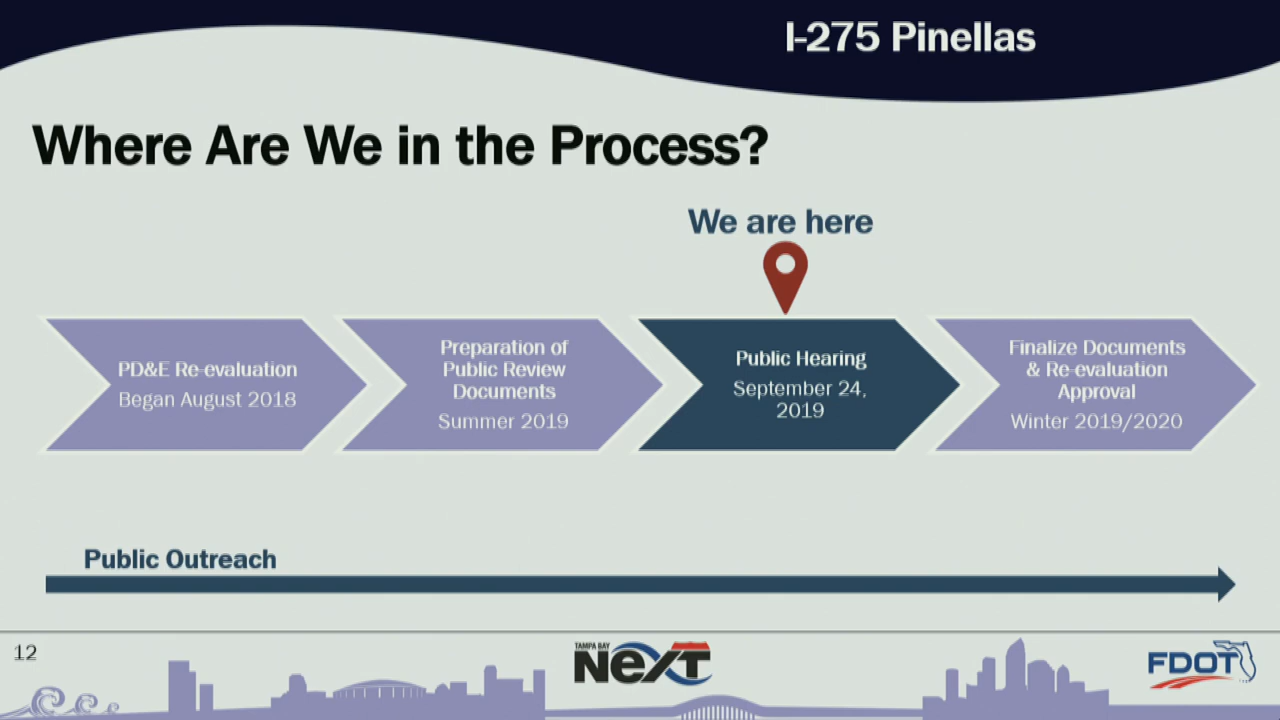 I-275 Pinellas
Where Are We in the Process?
We are here
PD&E Re-evaluation
Began August 2018
Preparation of
Public Review
Documents
Summer 2019
Public Hearing
September 24,
2019
Finalize Documents
& Re-evaluation
Approval
Winter 2019/2020
Public Outreach
12
TAMPA BAY
NeXT
FDOT